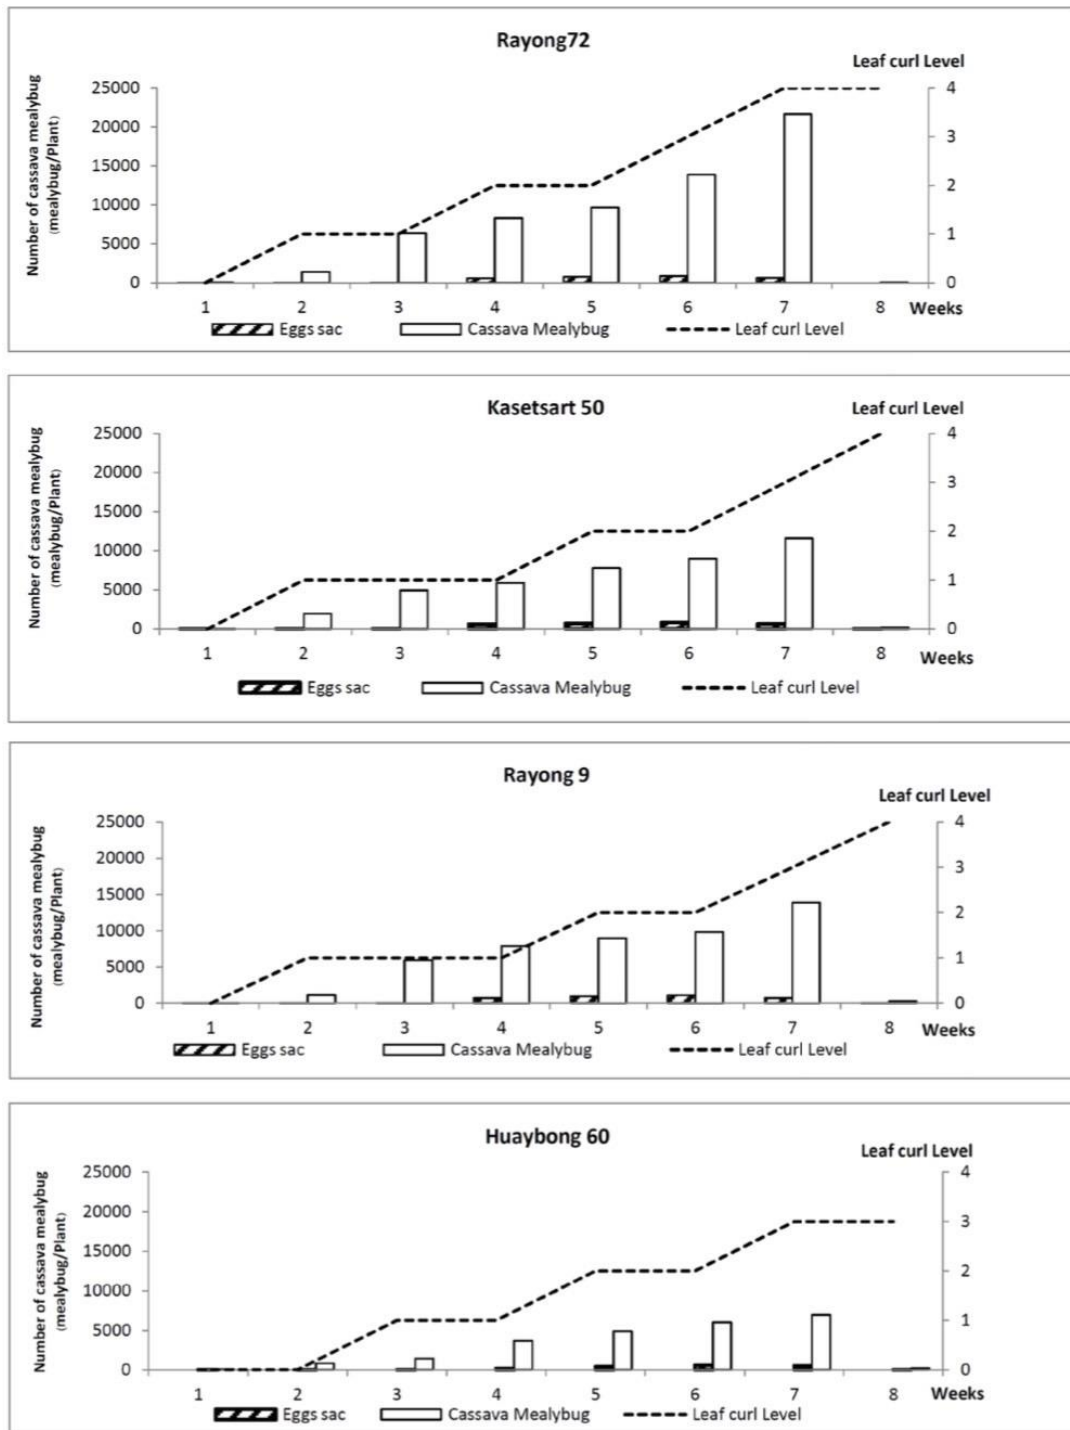 Rayong72
Leaf curl Level
Number of cassava mealybug
(mealybug/Plant)
25000
20000
15000
10000
5000
0
4
3
2
1
0
1 2 3 4 5 6 7 8 Weeks
Eggs sac Cassava Mealybug Leaf curl Level
Kasetsart 50
Leaf curl Level
Number of cassava mealybug
(mealybug/Plant)
25000
20000
15000
10000
5000
0
4
3
2
1
0
1 2 3 4 5 6 7 8 Weeks
Eggs sac Cassava Mealybug Leaf curl Level
Rayong 9
Leaf curl Level
Number of cassava mealybug
(mealybug/Plant)
25000
20000
15000
10000
5000
0
4
3
2
1
0
1 2 3 4 5 6 7 8 Weeks
Eggs sac Cassava Mealybug Leaf curl Level
Huaybong 60
Leaf curl Level
Number of cassava mealybug
(mealybug/Plant)
25000
20000
15000
10000
5000
0
4
3
2
1
0
1 2 3 4 5 6 7 8 Weeks
Eggs sac Cassava Mealybug Leaf curl Level